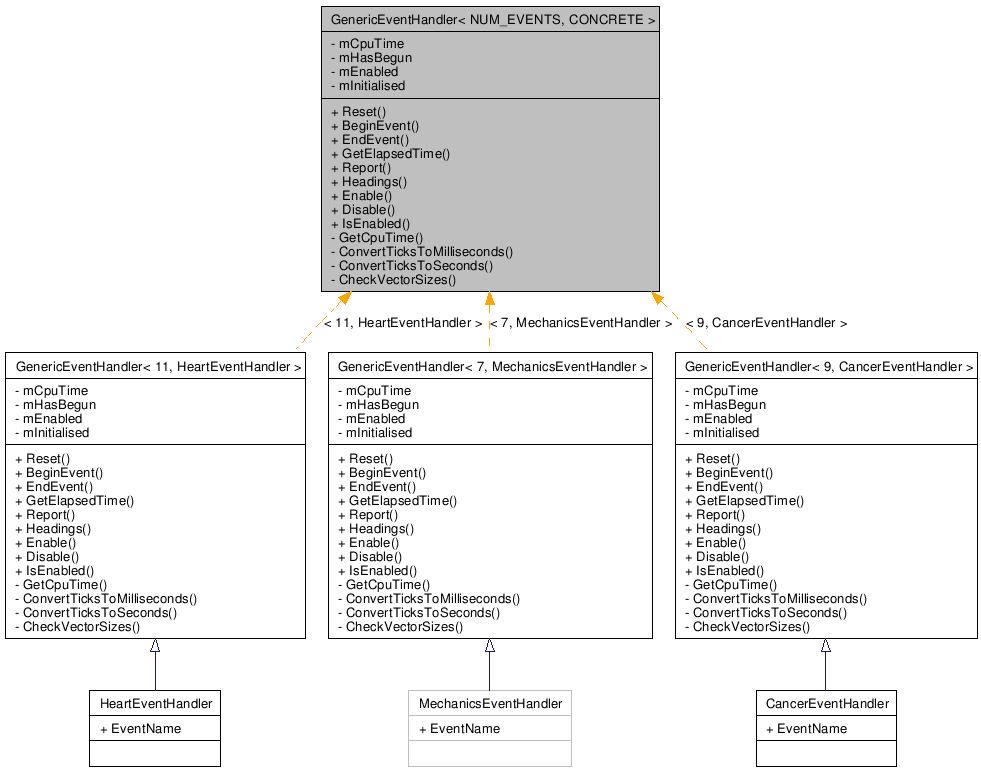 GenericEventHandler< NUM_EVENTS, CONCRETE >
- mCpuTime
- mHasBegun
- mEnabled
- mInitialised
+ Reset()
+ BeginEvent()
+ EndEvent()
+ GetElapsedTime()
+ Report()
+ Headings()
+ Enable()
+ Disable()
+ IsEnabled()
- GetCpuTime()
- ConvertTicksToMilliseconds()
- ConvertTicksToSeconds()
- CheckVectorSizes()
< 11, HeartEventHandler >
< 7, MechanicsEventHandler >
< 9, CancerEventHandler >
GenericEventHandler< 11, HeartEventHandler >
- mCpuTime
- mHasBegun
- mEnabled
- mInitialised
+ Reset()
+ BeginEvent()
+ EndEvent()
+ GetElapsedTime()
+ Report()
+ Headings()
+ Enable()
+ Disable()
+ IsEnabled()
- GetCpuTime()
- ConvertTicksToMilliseconds()
- ConvertTicksToSeconds()
- CheckVectorSizes()
GenericEventHandler< 7, MechanicsEventHandler >
- mCpuTime
- mHasBegun
- mEnabled
- mInitialised
+ Reset()
+ BeginEvent()
+ EndEvent()
+ GetElapsedTime()
+ Report()
+ Headings()
+ Enable()
+ Disable()
+ IsEnabled()
- GetCpuTime()
- ConvertTicksToMilliseconds()
- ConvertTicksToSeconds()
- CheckVectorSizes()
GenericEventHandler< 9, CancerEventHandler >
- mCpuTime
- mHasBegun
- mEnabled
- mInitialised
+ Reset()
+ BeginEvent()
+ EndEvent()
+ GetElapsedTime()
+ Report()
+ Headings()
+ Enable()
+ Disable()
+ IsEnabled()
- GetCpuTime()
- ConvertTicksToMilliseconds()
- ConvertTicksToSeconds()
- CheckVectorSizes()
HeartEventHandler
+ EventName
MechanicsEventHandler
+ EventName
CancerEventHandler
+ EventName